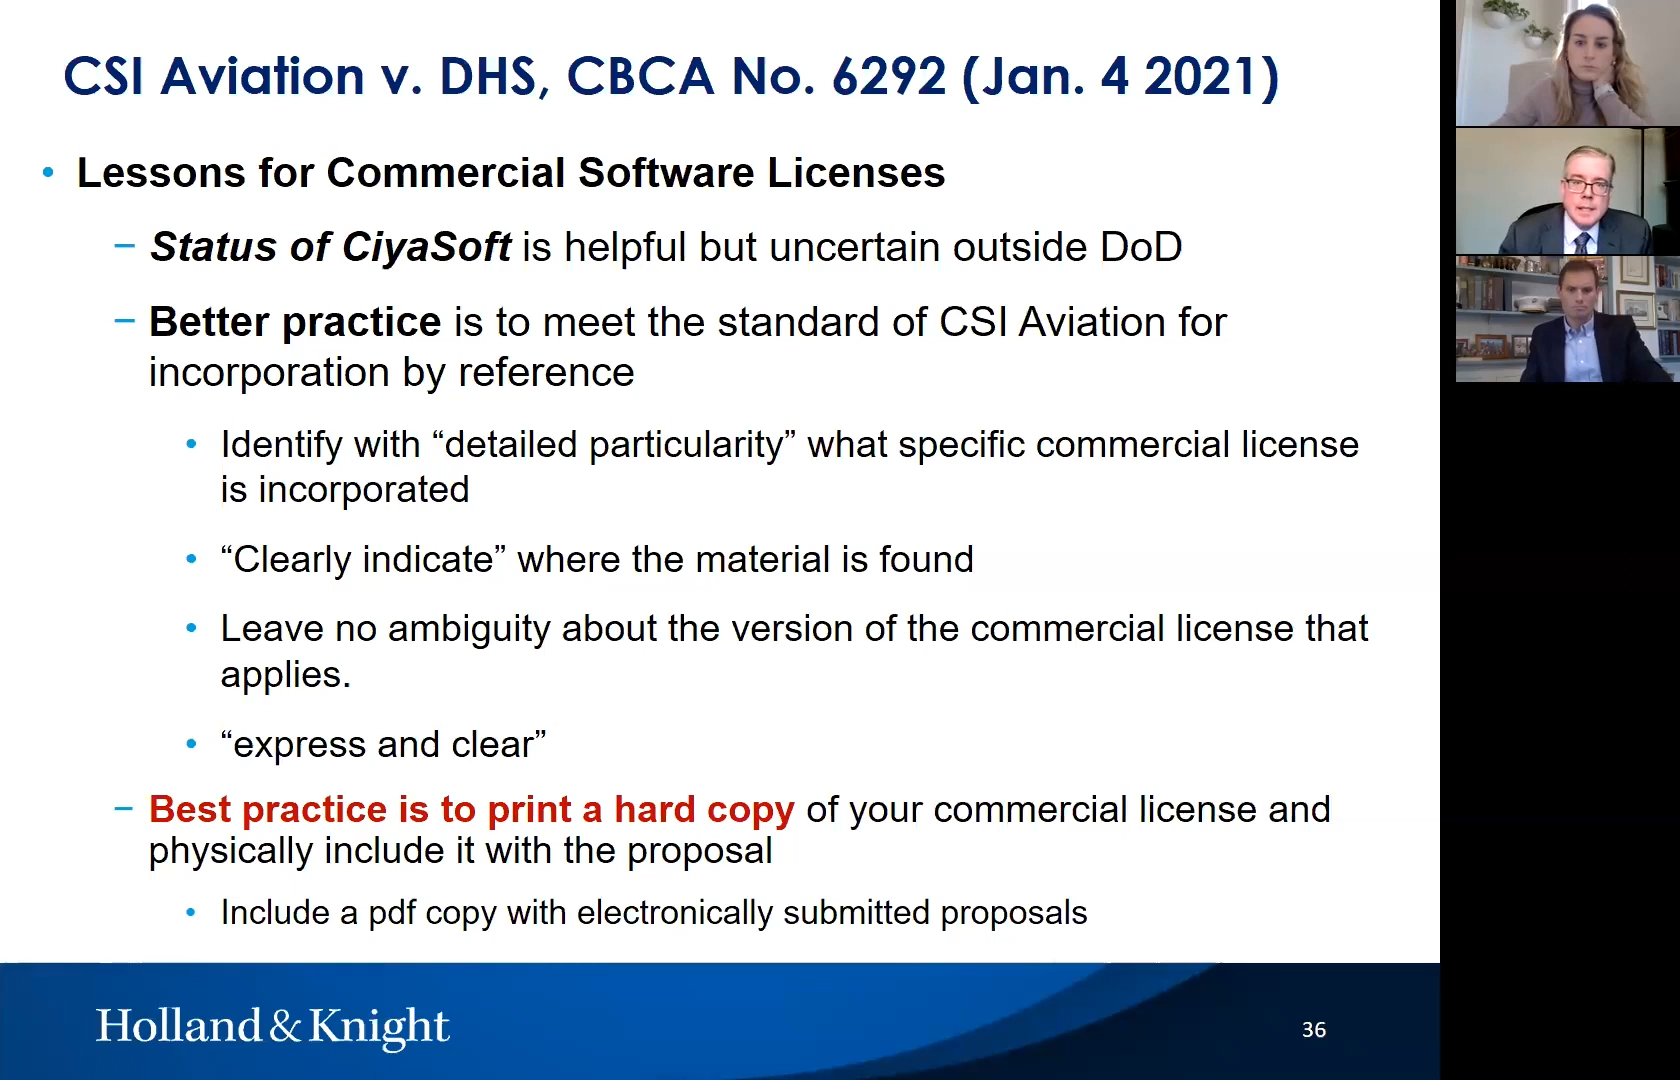 CSI Aviation v. DHS, CBCA No. 6292 (Jan. 4 2021)
• Lessons for Commercial Software Licenses
– Status of CiyaSoft is helpful but uncertain outside DoD
– Better practice is to meet the standard of CSI Aviation for
incorporation by reference
• Identify with “detailed particularity” what specific commercial license
is incorporated
• “Clearly indicate” where the material is found
• Leave no ambiguity about the version of the commercial license that
applies.
• “express and clear”
– Best practice is to print a hard copy of your commercial license and
physically include it with the proposal
• Include a pdf copy with electronically submitted proposals
Holland & Knight
36